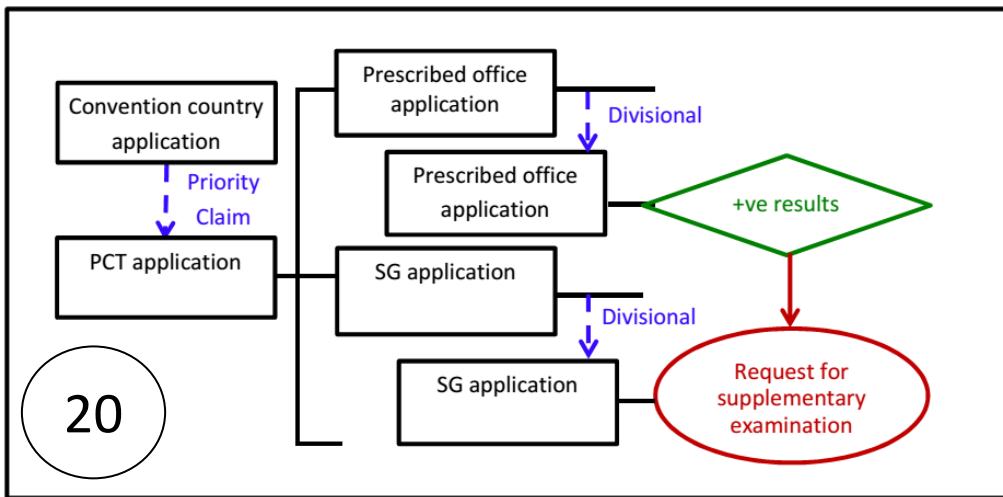 Convention country
application
Priority
Claim
PCT application
Prescribed office
application
Divisional
Prescribed office
application
+ve results
SG application
Divisional
SG application
Request for
supplementary
examination
20